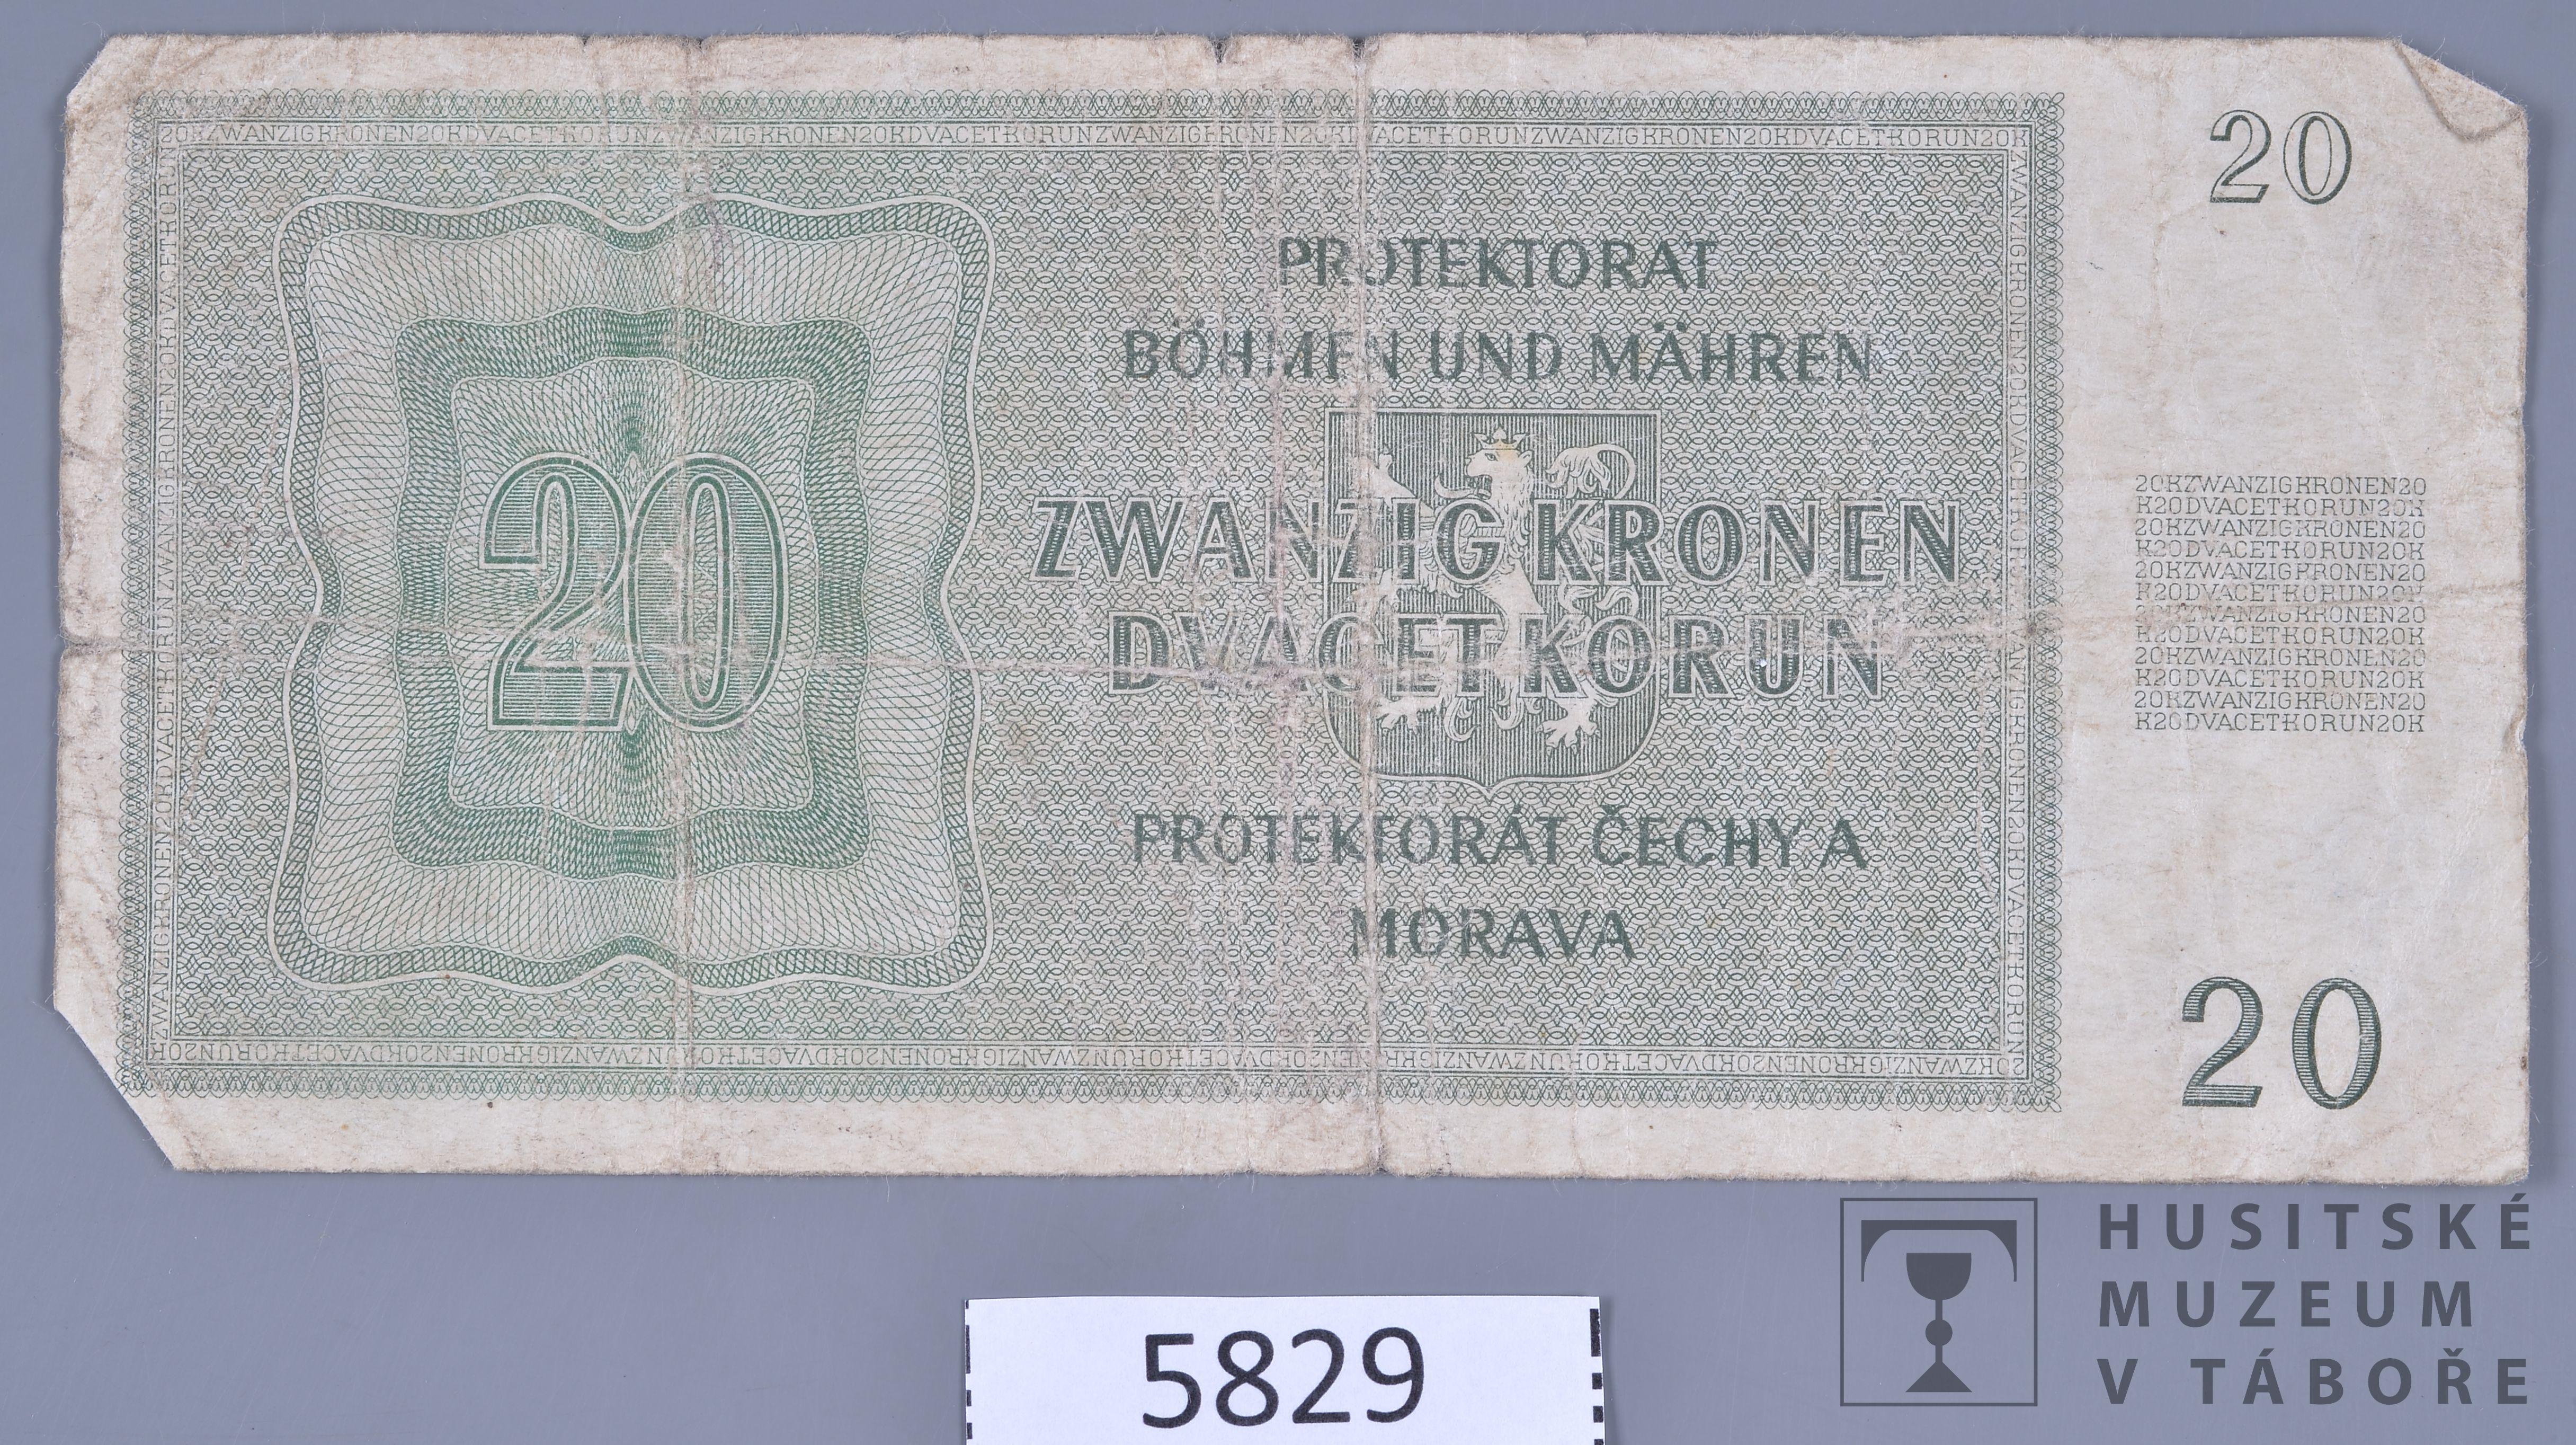 20KZWANZIGKRONEN20KDVACETKORUNZWANZIGKRONEN20KDVACETKORUNZWANZIGKRONEN20KDVACETKORUNZWANZIGKRONEN20KDVACETKORUN20K
20
PROTEKTORAT
BÖHMEN UND MÄHREN
20
ZWANZIG KRONEN
DVACET KORUN
20KZWANZIGKRONEN20
K20DVACETKORUN20K
20KZWANZIGKRONEN20
K20DVACETKORUN20K
20KZWANZIGKRONEN20
K20DVACETKORUN20K
20KZWANZIGKRONEN20
K20DVACETKORUN20K
20KZWANZIGKRONEN20
K20DVACETKORUN20K
20KZWANZIGKRONEN20
K20DVACETKORUN20K
PROTEKTORÁT ČECHY A
MORAVA
20
5829
HUSITSKÉ
MUZEUM
V TÁBOŘE